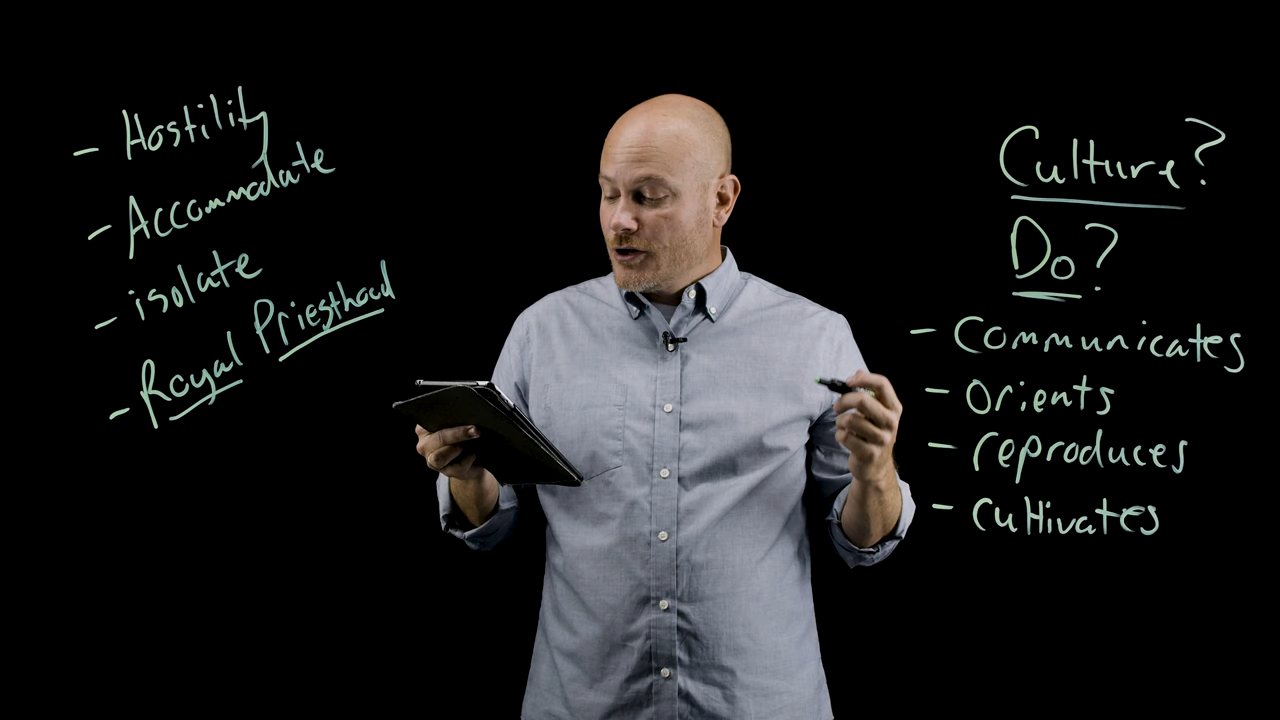 - Hostility
- Accommodate
- isolate
- Royal Priesthood
Culture?
Do?
- Communicates
- Orients
- reproduces
- Cultivates